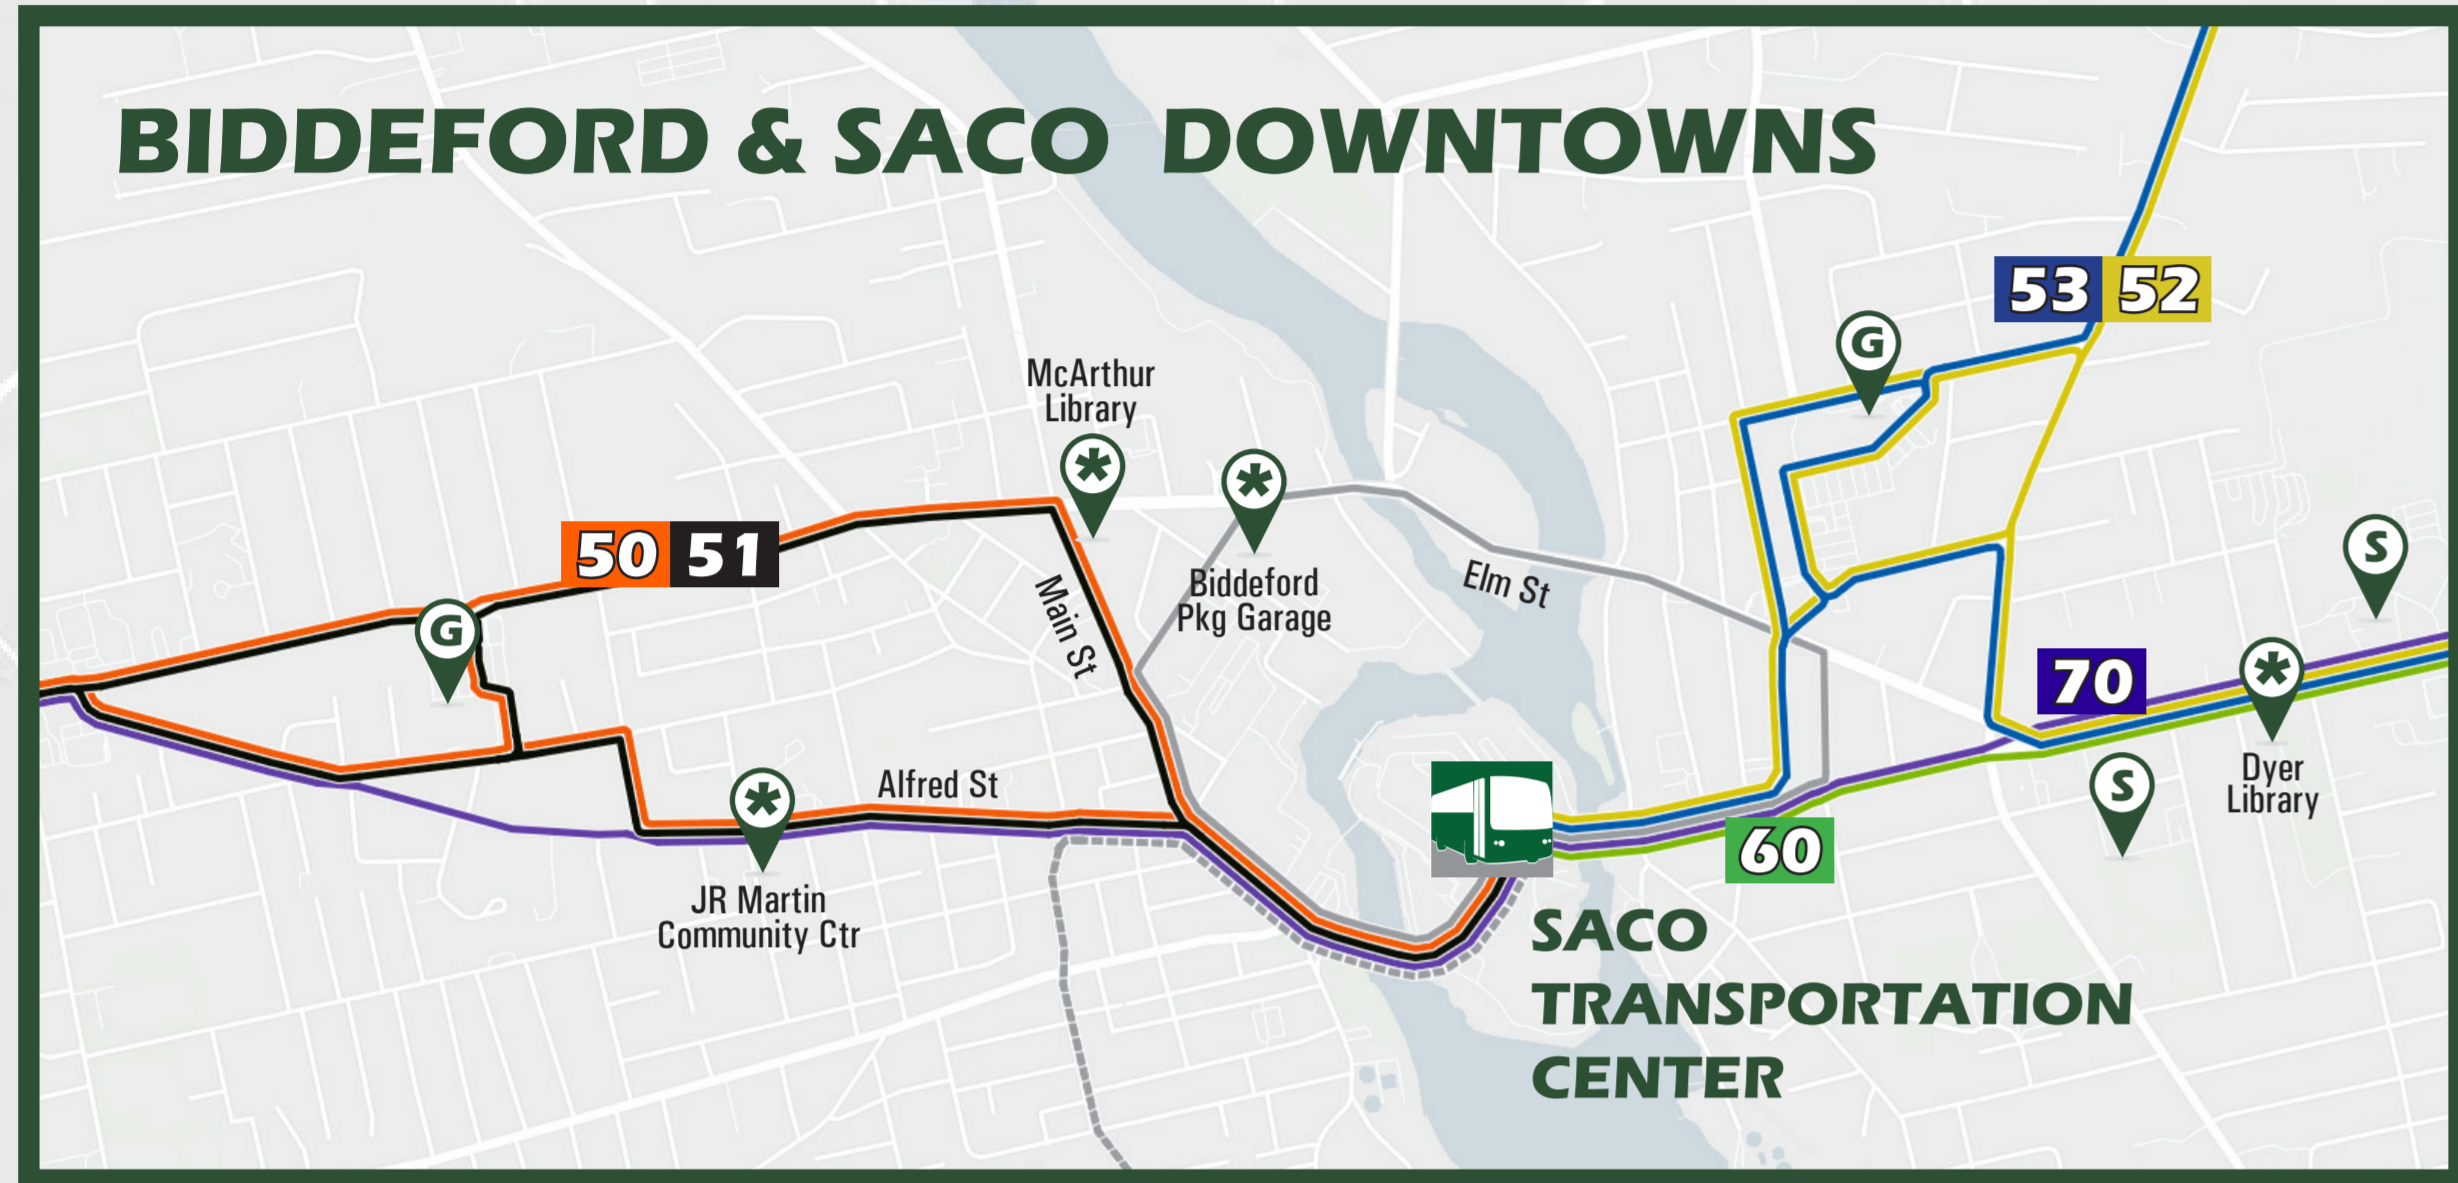 BIDDEFORD & SACO DOWNTOWNS
53 52
G
McArthur
Library
*
*
50 51
Biddeford
Pkg Garage
Elm St
Main St
S
G
70
*
Alfred St
*
S
Dyer
Library
60
JR Martin
Community Ctr
SACO
TRANSPORTATION
CENTER